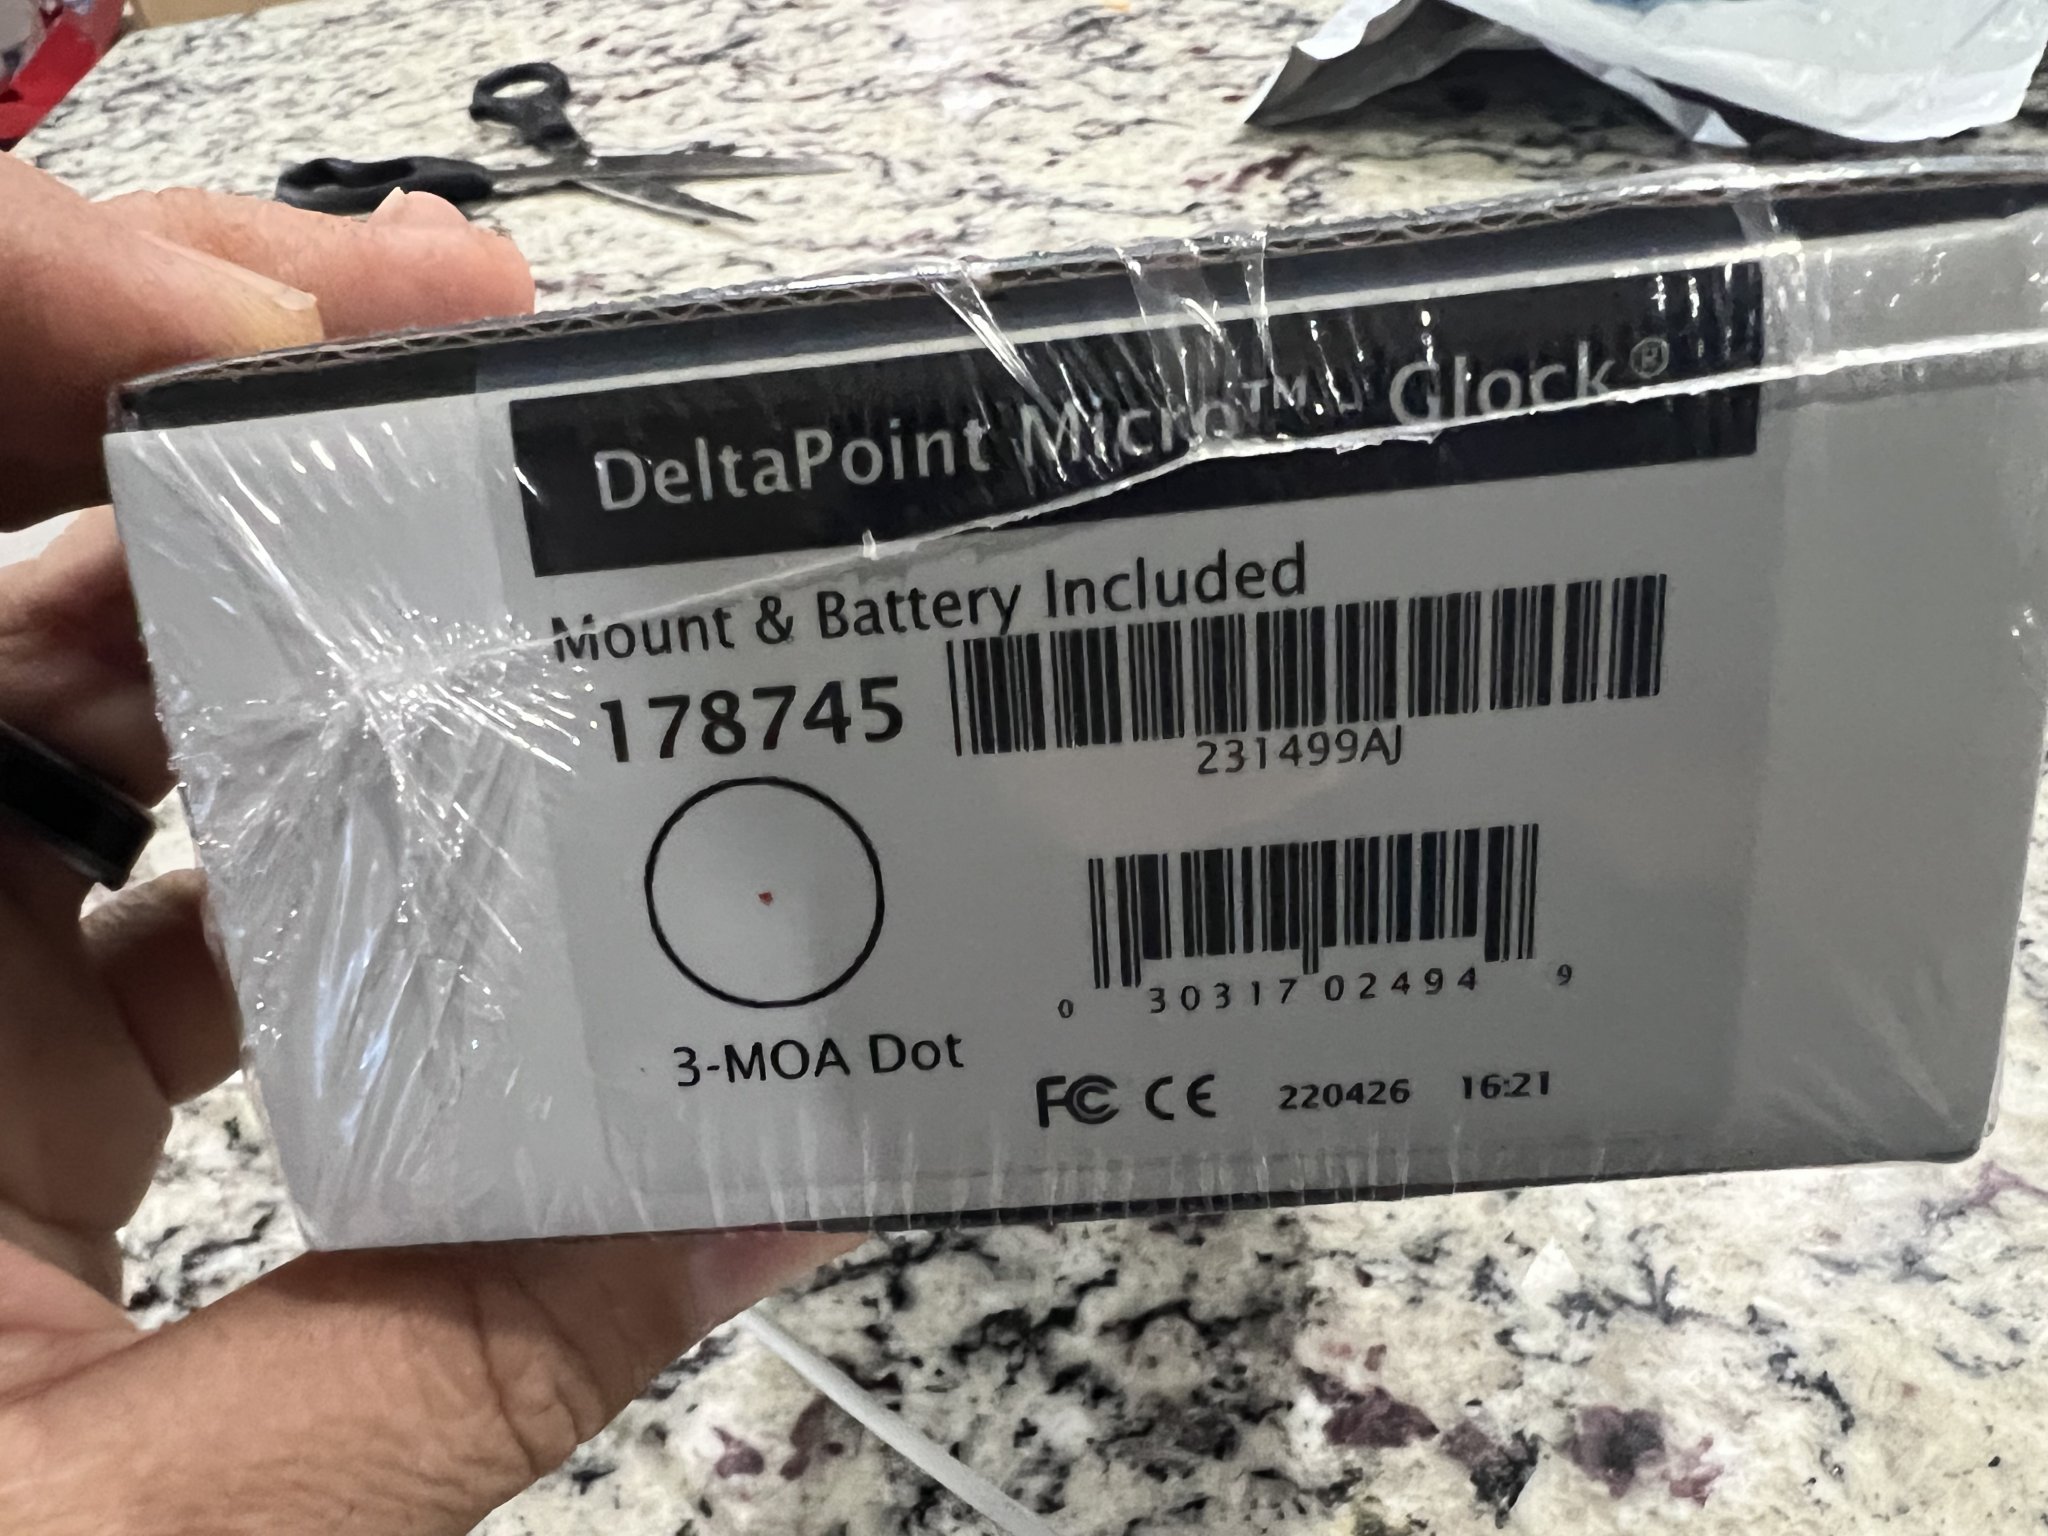 DeltaPoint Micro™ - Glock®
Mount & Battery Included
178745
231499AJ
3-MOA Dot
0 30317 02494 9
FC CE 220426 16:21